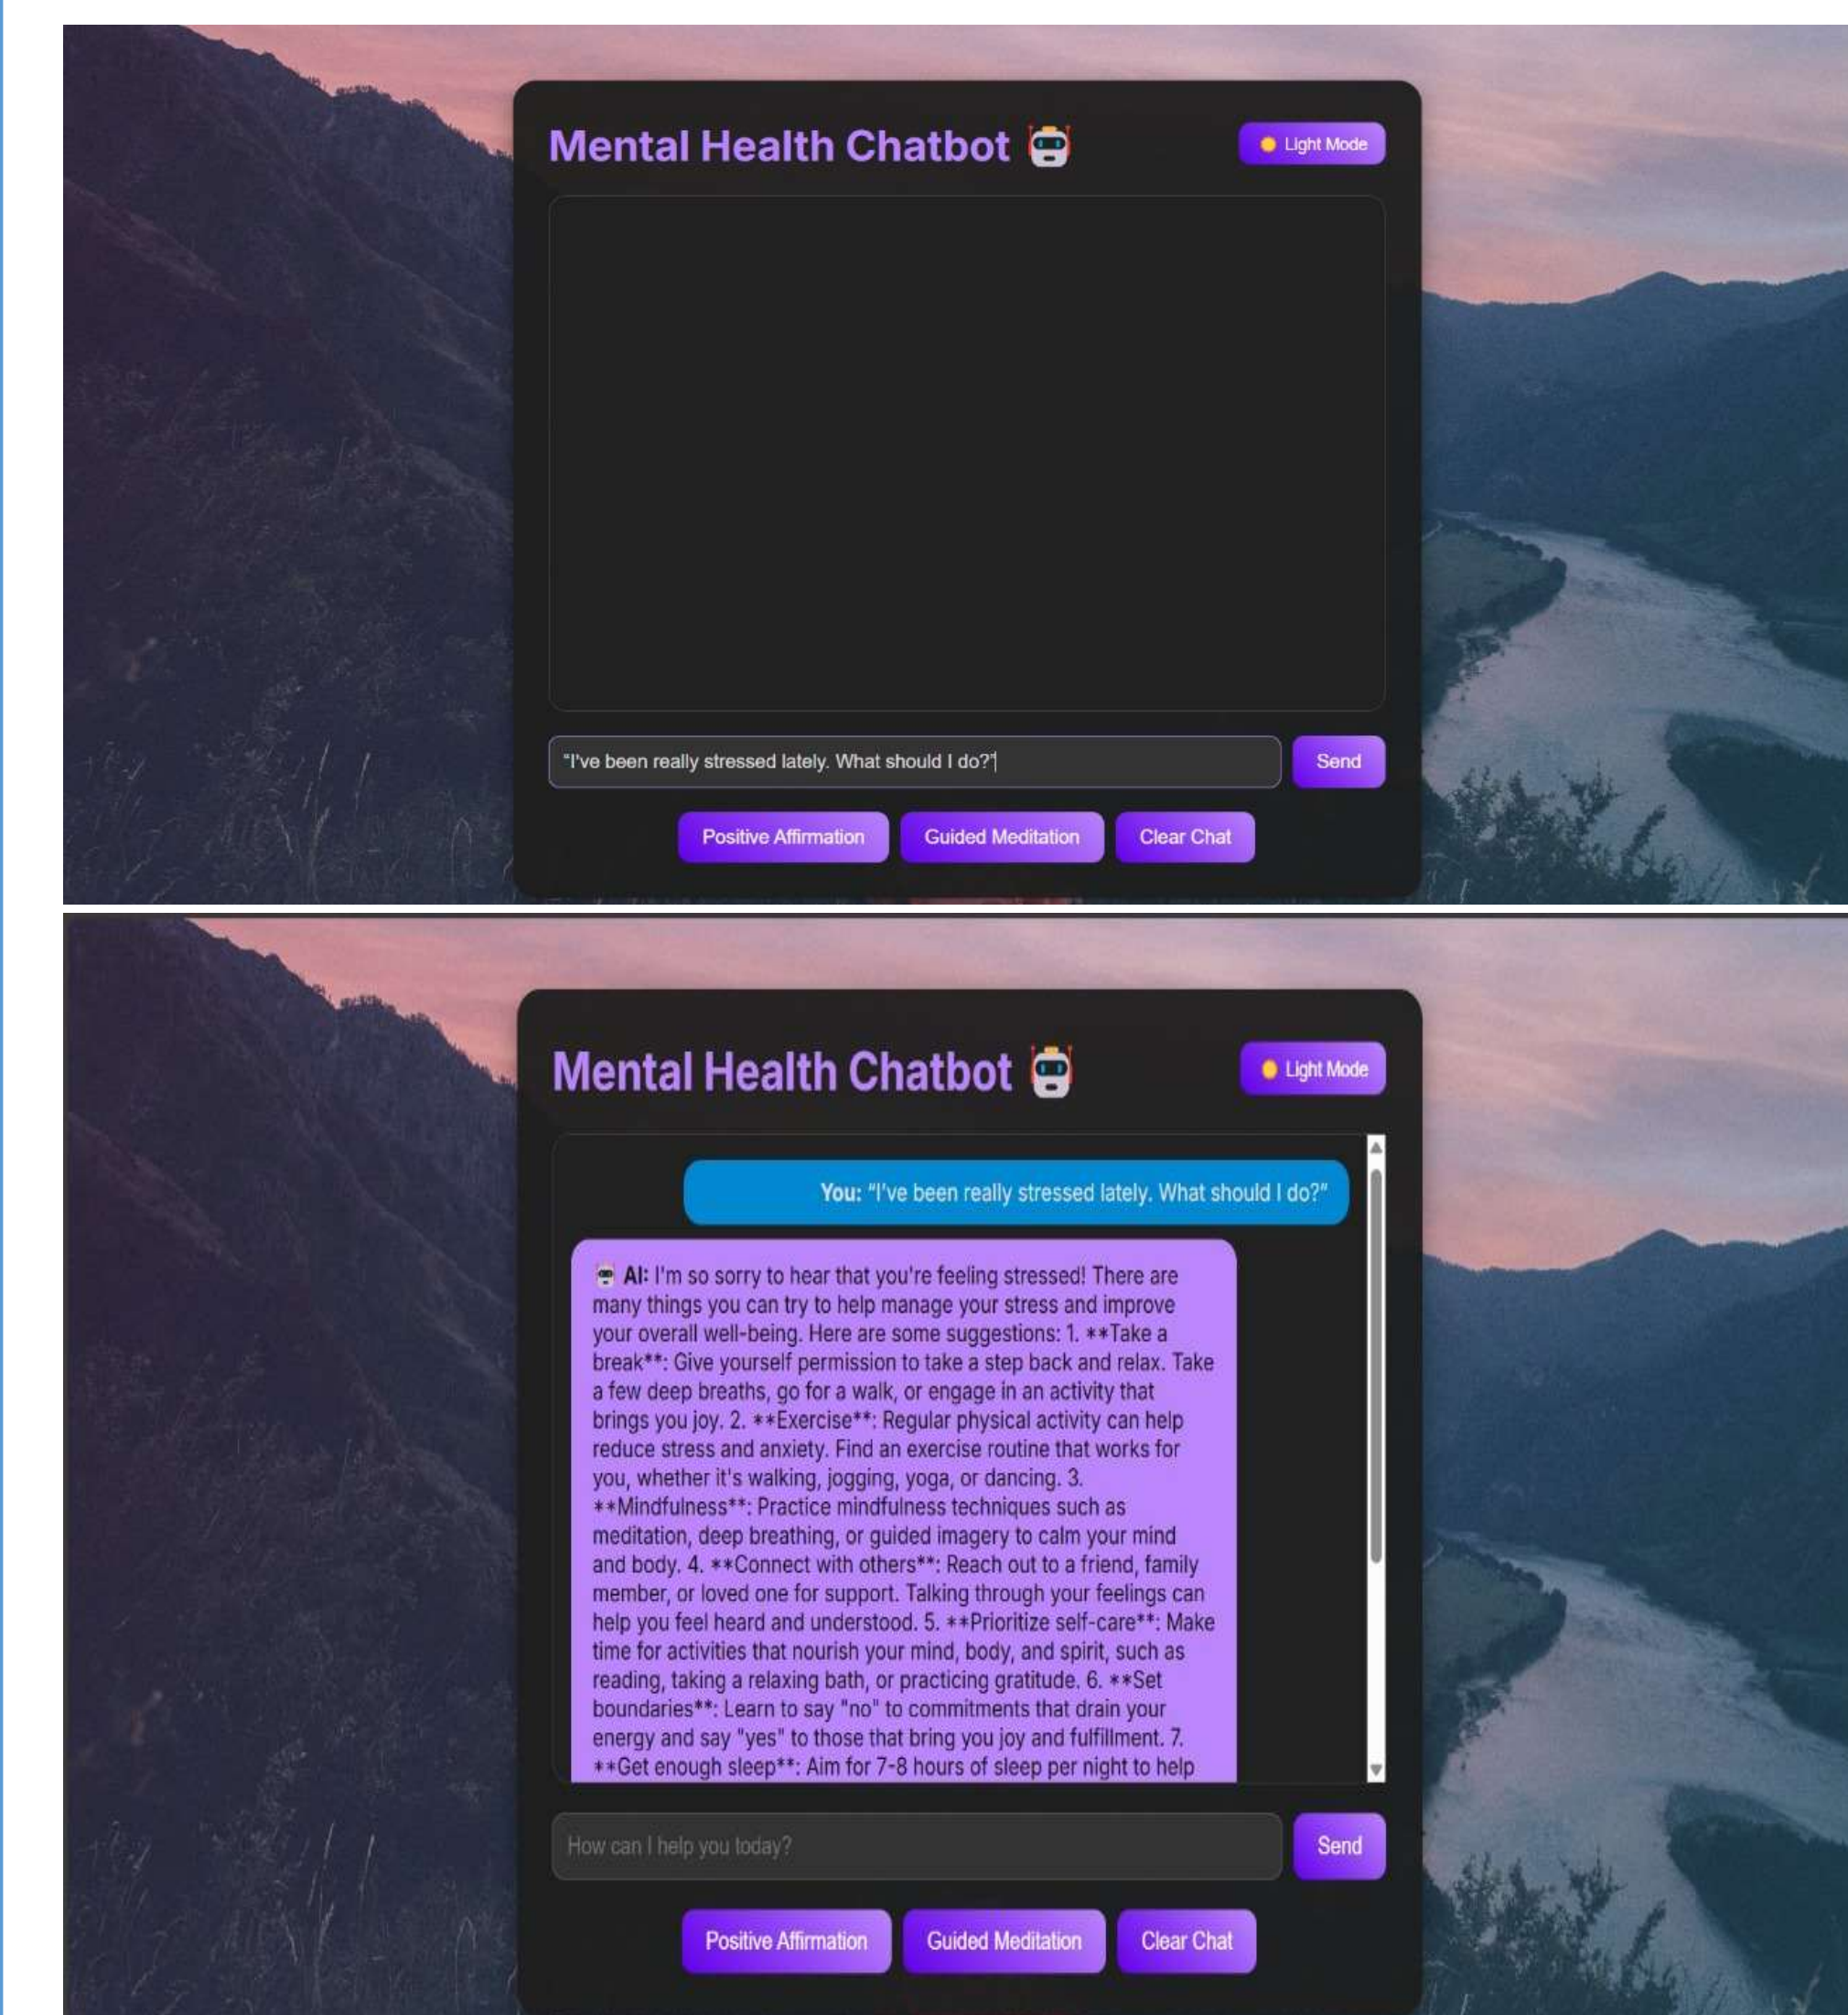 Mental Health Chatbot
Light Mode
"I've been really stressed lately. What should I do?"
Send
Positive Affirmation
Guided Meditation
Clear Chat
Mental Health Chatbot
Light Mode
You: "I've been really stressed lately. What should I do?"
AI: I'm so sorry to hear that you're feeling stressed! There are
many things you can try to help manage your stress and improve
your overall well-being. Here are some suggestions: 1. **Take a
break**: Give yourself permission to take a step back and relax. Take
a few deep breaths, go for a walk, or engage in an activity that
brings you joy. 2. **Exercise**: Regular physical activity can help
reduce stress and anxiety. Find an exercise routine that works for
you, whether it's walking, jogging, yoga, or dancing. 3.
**Mindfulness**: Practice mindfulness techniques such as
meditation, deep breathing, or guided imagery to calm your mind
and body. 4. **Connect with others**: Reach out to a friend, family
member, or loved one for support. Talking through your feelings can
help you feel heard and understood. 5. **Prioritize self-care**: Make
time for activities that nourish your mind, body, and spirit, such as
reading, taking a relaxing bath, or practicing gratitude. 6. **Set
boundaries**: Learn to say "no" to commitments that drain your
energy and say "yes" to those that bring you joy and fulfillment. 7.
**Get enough sleep**: Aim for 7-8 hours of sleep per night to help
How can I help you today?
Send
Positive Affirmation
Guided Meditation
Clear Chat